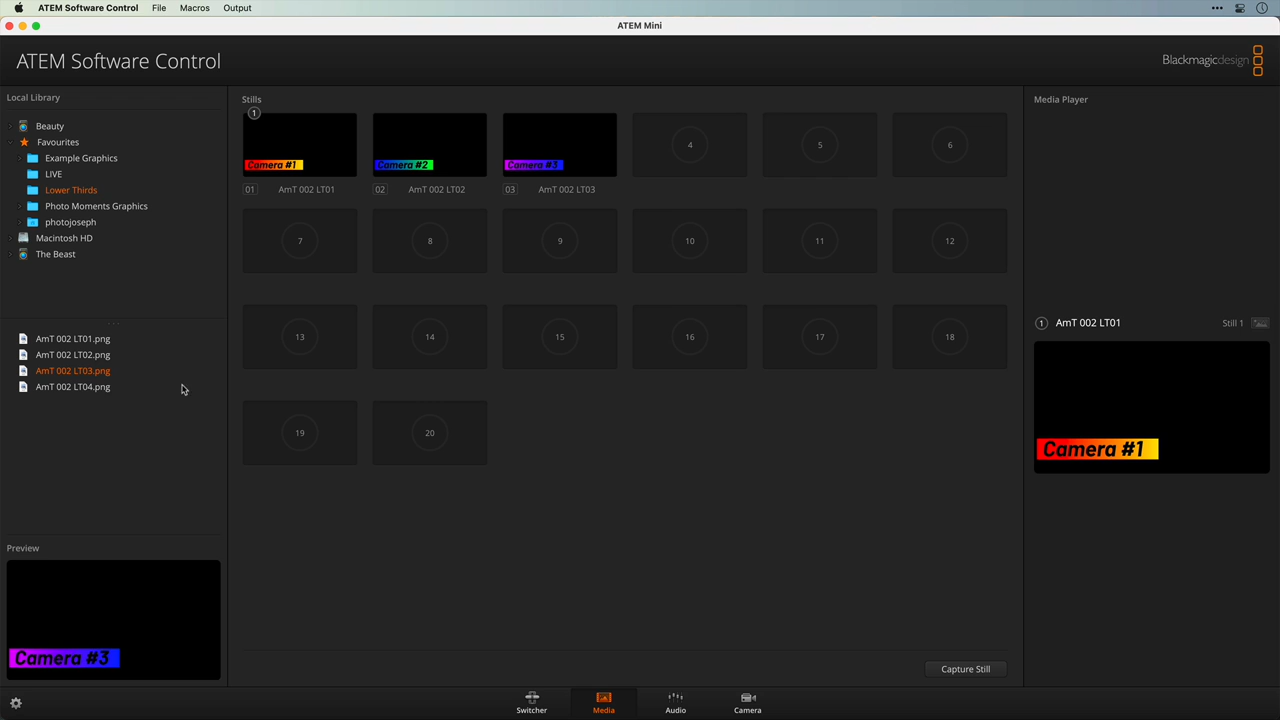 ATEM Software Control File Macros Output
ATEM Mini
ATEM Software Control
Blackmagicdesign
Local Library
Beauty
Favourites
Example Graphics
LIVE
Lower Thirds
Photo Moments Graphics
photojoseph
Macintosh HD
The Beast
AmT 002 LT01.png
AmT 002 LT02.png
AmT 002 LT03.png
AmT 002 LT04.png
Preview
Camera #3
Stills
1
Camera #1
Camera #2
Camera #3
4
5
6
01 AmT 002 LT01
02 AmT 002 LT02
03 AmT 002 LT03
7
8
9
10
11
12
13
14
15
16
17
18
19
20
Capture Still
Media Player
1 AmT 002 LT01 Still 1
Camera #1
Switcher
Media
Audio
Camera